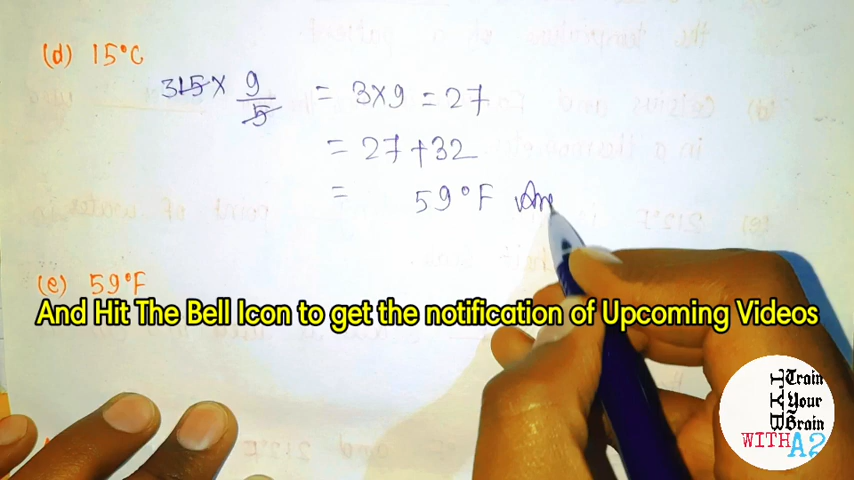 (d) 15°C
315 × 9/5 = 3×9 = 27
= 27+32
= 59°F Ans
(e) 59°F
And Hit The Bell Icon to get the notification of Upcoming Videos
TYB
Train
Your
Brain
WITH A2